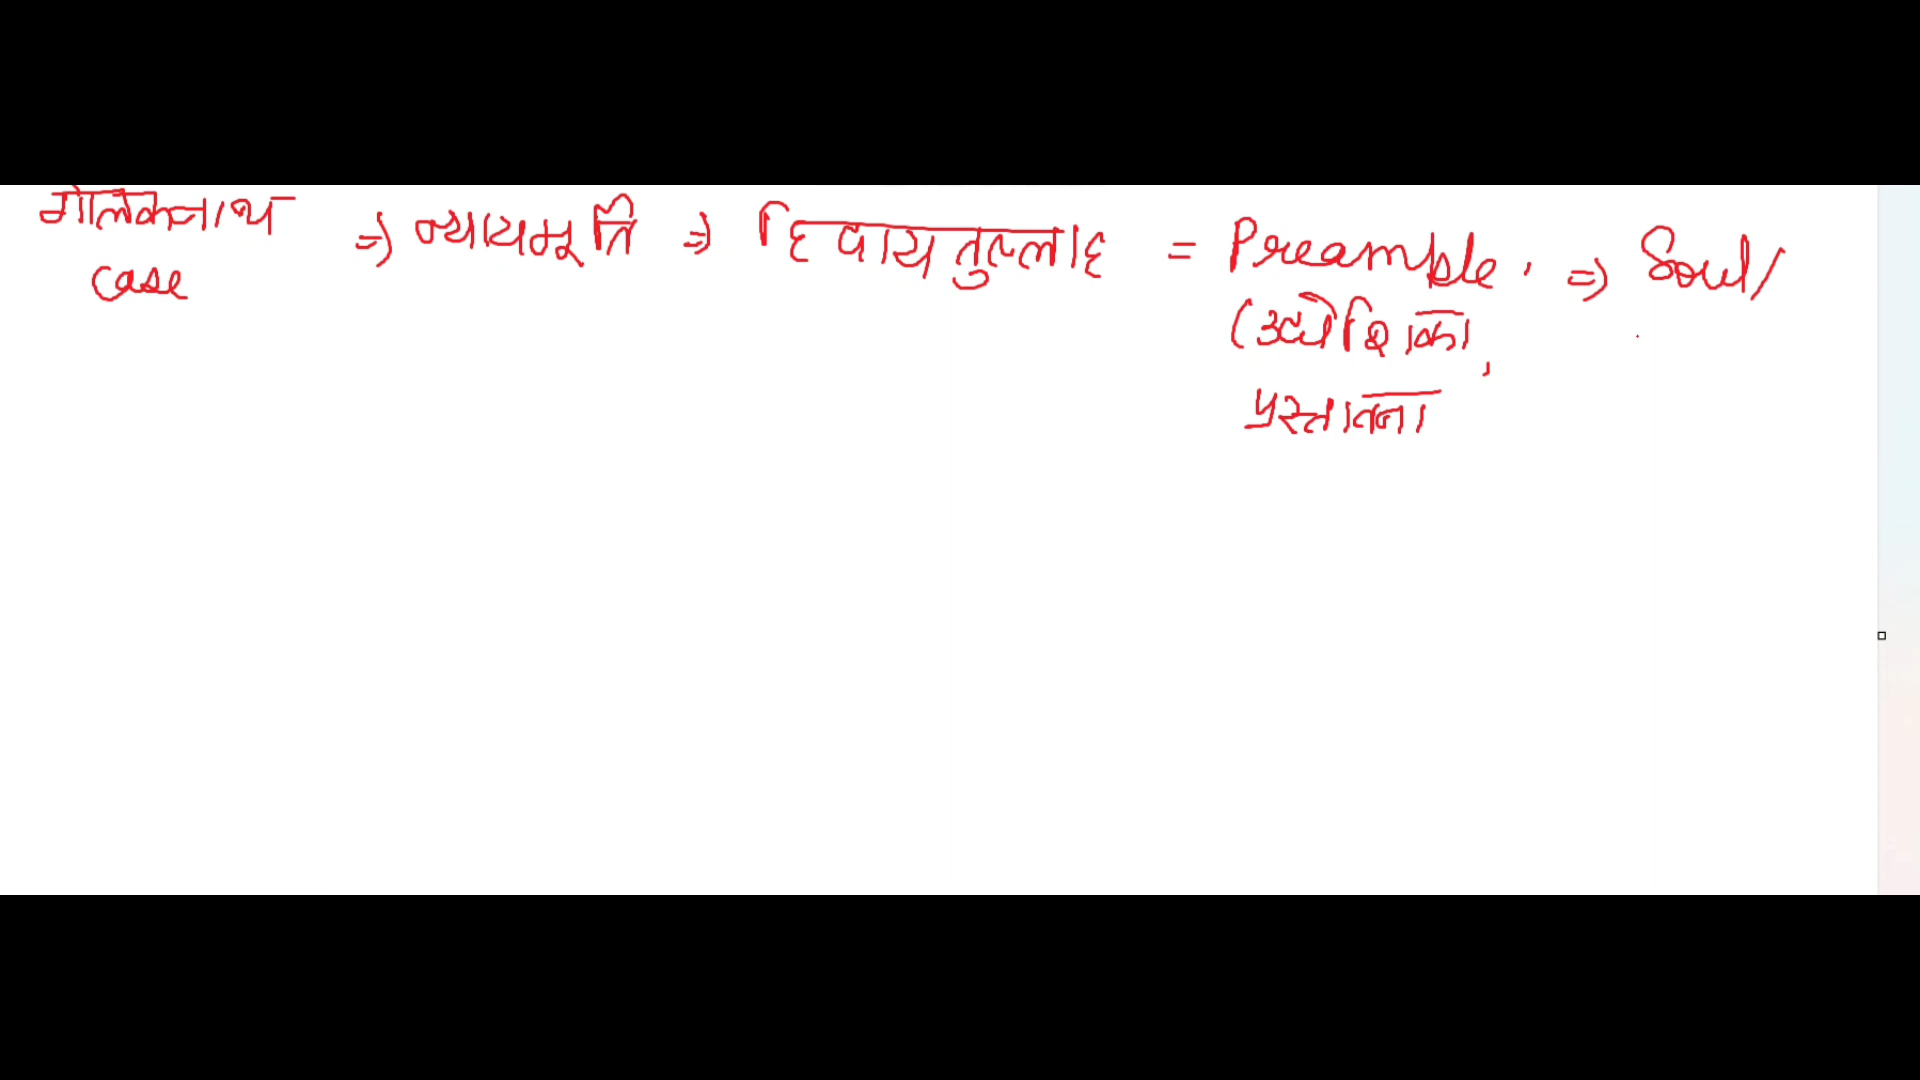 गोलकनाथ ⇒ न्यायमूर्ति ⇒ हिदायतुल्लाह = Preamble, ⇒ Soul/
case (उद्देशिका,
प्रस्तावना